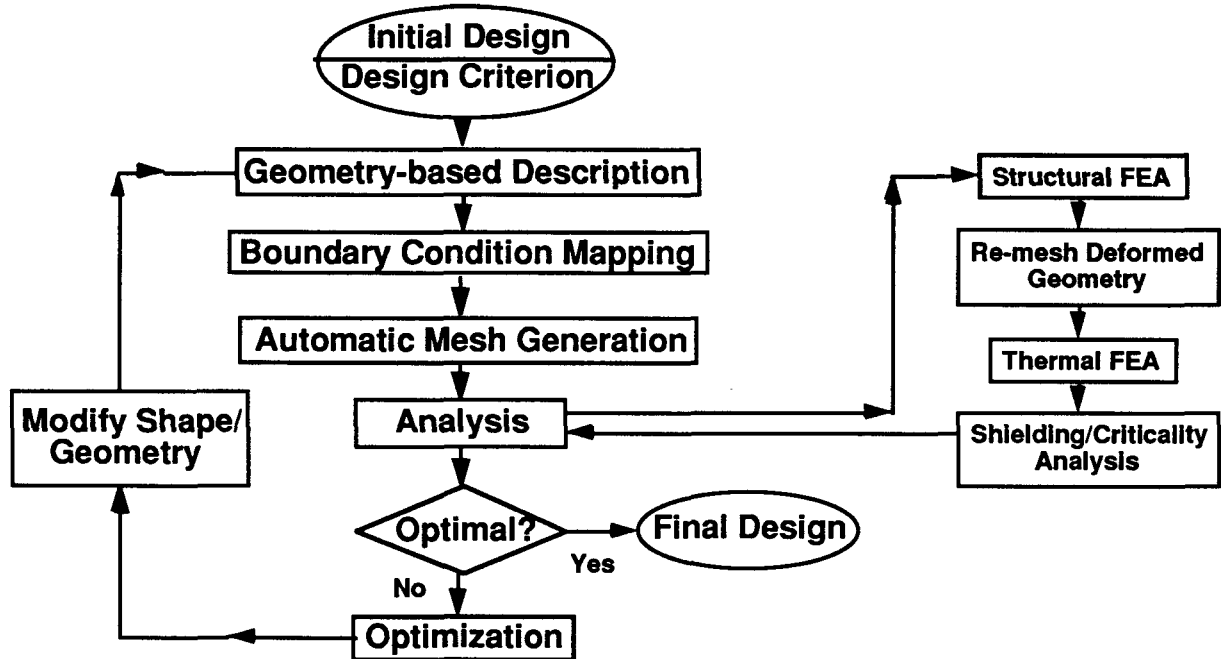 Initial Design
Design Criterion
Geometry-based Description
Boundary Condition Mapping
Automatic Mesh Generation
Analysis
Optimal?
Yes
No
Final Design
Optimization
Modify Shape/
Geometry
Structural FEA
Re-mesh Deformed
Geometry
Thermal FEA
Shielding/Criticality
Analysis